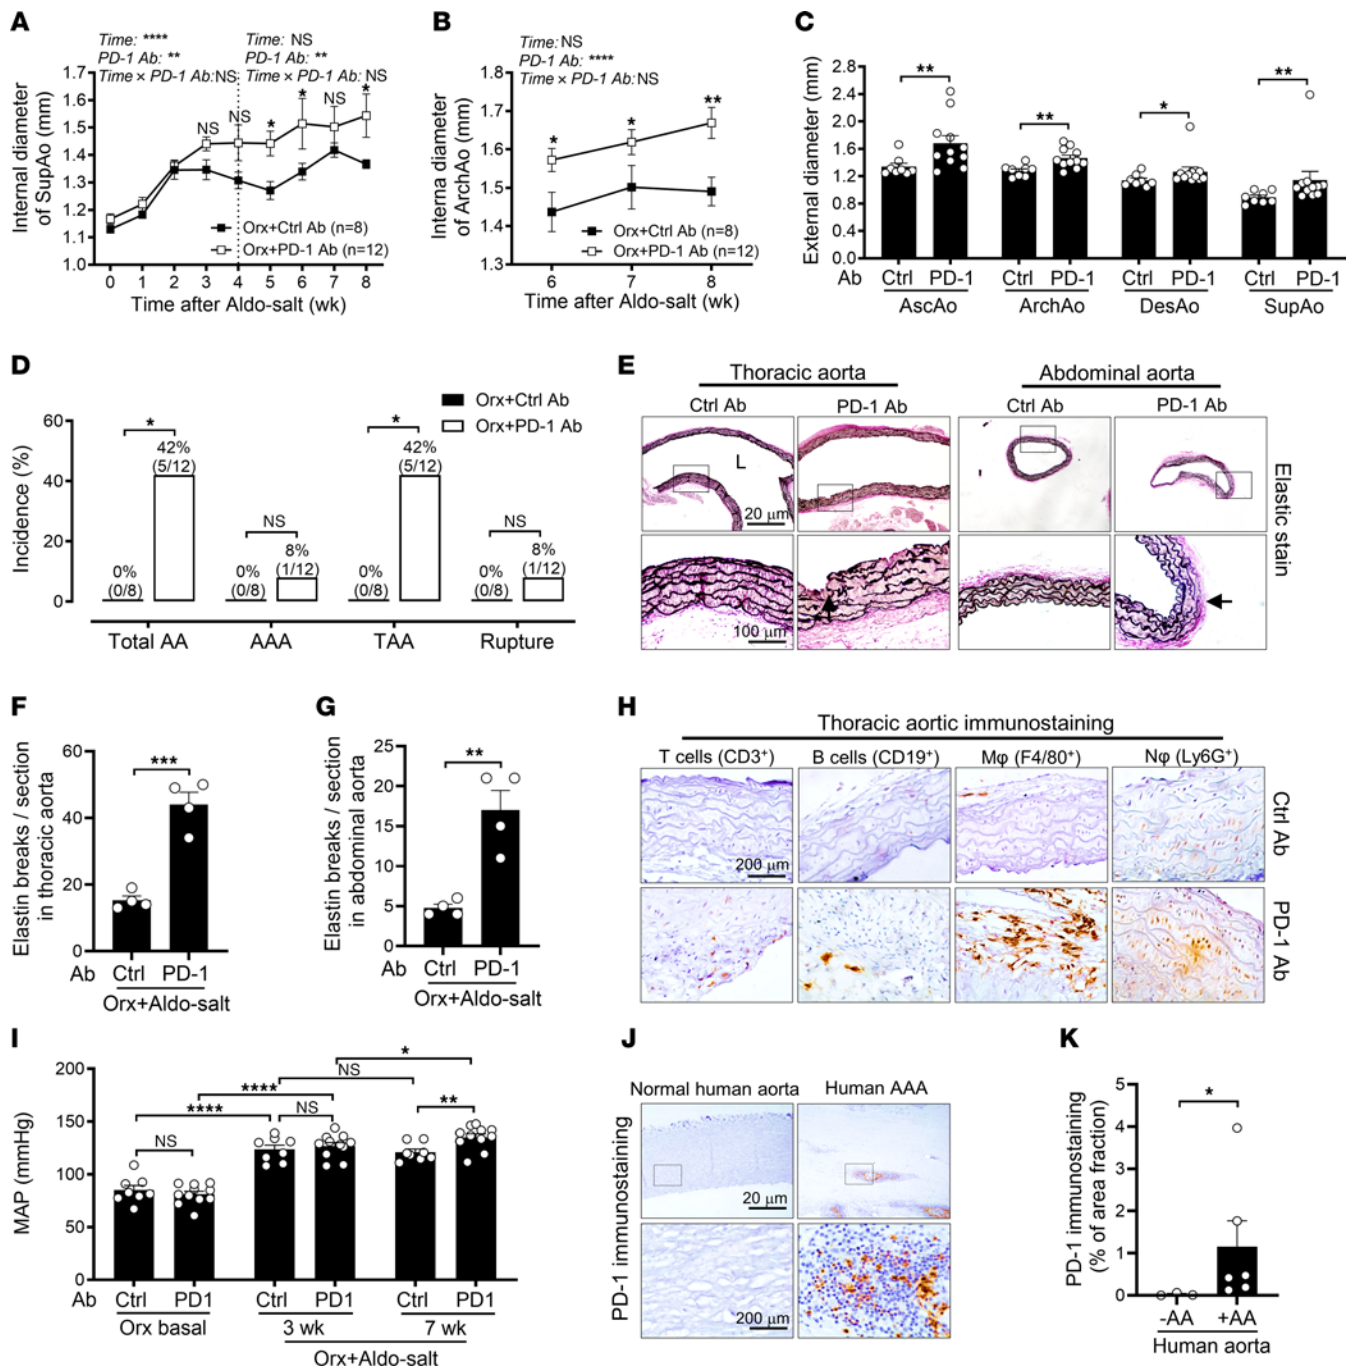 A
Time: ****
PD-1 Ab: **
Time × PD-1 Ab: NS
Time: NS
PD-1 Ab: **
Time × PD-1 Ab: NS
Internal diameter
of SupAo (mm)
1.7
1.6
1.5
1.4
1.3
1.2
1.1
1.0
NS
NS
*
*
NS
*
Orx+Ctrl Ab (n=8)
Orx+PD-1 Ab (n=12)
0 1 2 3 4 5 6 7 8
Time after Aldo-salt (wk)
B
Time: NS
PD-1 Ab: ****
Time × PD-1 Ab: NS
Interna diameter
of ArchAo (mm)
1.8
1.7
1.6
1.5
1.4
1.3
*
*
**
Orx+Ctrl Ab (n=8)
Orx+PD-1 Ab (n=12)
6 7 8
Time after Aldo-salt (wk)
C
External diameter (mm)
2.8
2.4
2.0
1.6
1.2
0.8
0.4
0
**
**
*
**
Ab Ctrl PD-1 Ctrl PD-1 Ctrl PD-1 Ctrl PD-1
AscAo ArchAo DesAo SupAo
D
Orx+Ctrl Ab
Orx+PD-1 Ab
Incidence (%)
60
40
20
0
*
NS
*
NS
0%
(0/8)
42%
(5/12)
0%
(0/8)
8%
(1/12)
0%
(0/8)
42%
(5/12)
0%
(0/8)
8%
(1/12)
Total AA AAA TAA Rupture
E
Thoracic aorta Abdominal aorta
Ctrl Ab PD-1 Ab Ctrl Ab PD-1 Ab
L
20 μm
100 μm
Elastic stain
F
Elastin breaks / section
in thoracic aorta
60
40
20
0
***
Ab Ctrl PD-1
Orx+Aldo-salt
G
Elastin breaks / section
in abdominal aorta
25
20
15
10
5
0
**
Ab Ctrl PD-1
Orx+Aldo-salt
H
Thoracic aortic immunostaining
T cells (CD3+) B cells (CD19+) Mφ (F4/80+) Nφ (Ly6G+)
200 μm
Ctrl Ab
PD-1 Ab
I
MAP (mmHg)
200
150
100
50
0
*
NS
****
****
NS
NS
**
Ab Ctrl PD1 Ctrl PD1 Ctrl PD1
Orx basal 3 wk 7 wk
Orx+Aldo-salt
J
Normal human aorta Human AAA
PD-1 immunostaining
20 μm
200 μm
K
PD-1 immunostaining
(% of area fraction)
5
4
3
2
1
0
*
-AA +AA
Human aorta